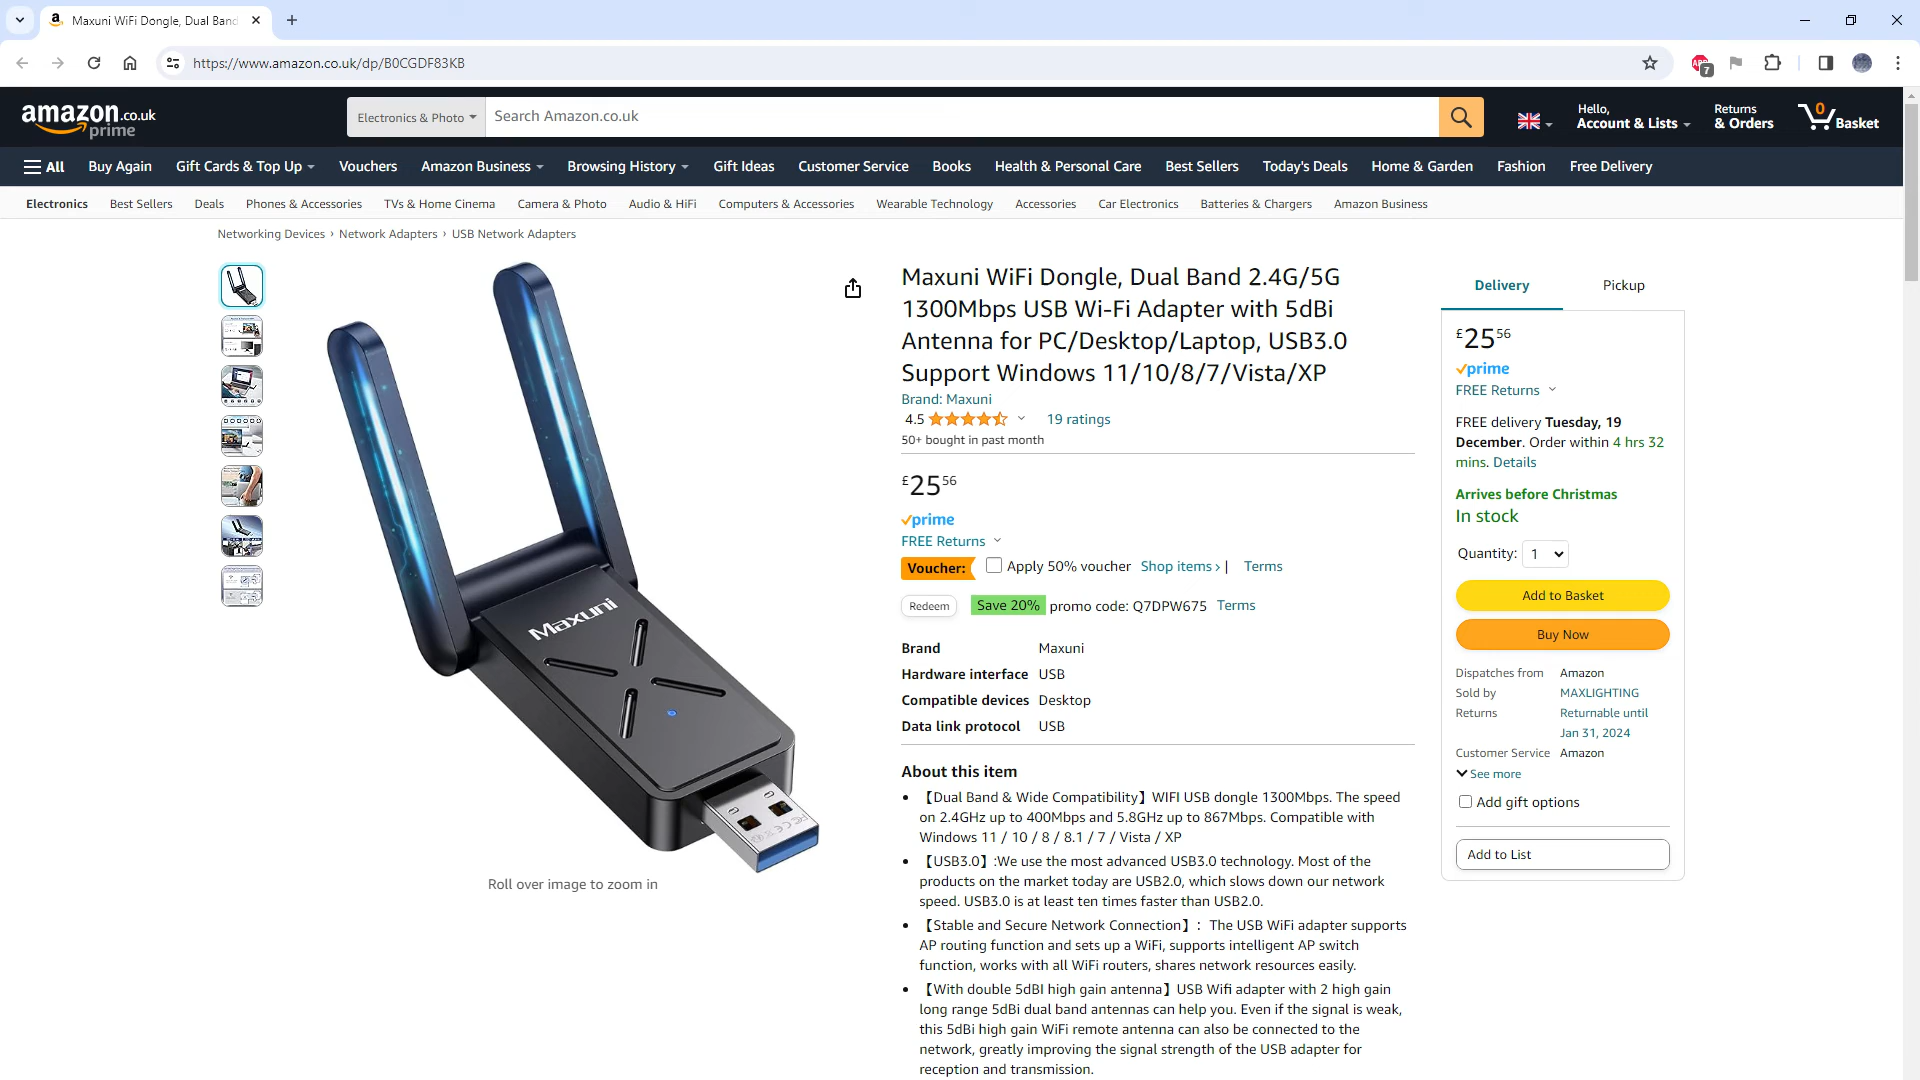 Maxuni WiFi Dongle, Dual Band
https://www.amazon.co.uk/dp/B0CGDF83KB
7
amazon.co.uk
prime
Electronics & Photo
Search Amazon.co.uk
Hello,
Account & Lists
Returns
& Orders
0
Basket
All
Buy Again
Gift Cards & Top Up
Vouchers
Amazon Business
Browsing History
Gift Ideas
Customer Service
Books
Health & Personal Care
Best Sellers
Today's Deals
Home & Garden
Fashion
Free Delivery
Electronics
Best Sellers
Deals
Phones & Accessories
TVs & Home Cinema
Camera & Photo
Audio & HiFi
Computers & Accessories
Wearable Technology
Accessories
Car Electronics
Batteries & Chargers
Amazon Business
Networking Devices › Network Adapters › USB Network Adapters
Maxuni
Roll over image to zoom in
Maxuni WiFi Dongle, Dual Band 2.4G/5G
1300Mbps USB Wi-Fi Adapter with 5dBi
Antenna for PC/Desktop/Laptop, USB3.0
Support Windows 11/10/8/7/Vista/XP
Brand: Maxuni
4.5
19 ratings
50+ bought in past month
£2556
prime
FREE Returns
Voucher:
Apply 50% voucher
Shop items ›
|
Terms
Redeem
Save 20%
promo code: Q7DPW675
Terms
Brand
Maxuni
Hardware interface
USB
Compatible devices
Desktop
Data link protocol
USB
About this item
• 【Dual Band & Wide Compatibility】WIFI USB dongle 1300Mbps. The speed
on 2.4GHz up to 400Mbps and 5.8GHz up to 867Mbps. Compatible with
Windows 11 / 10 / 8 / 8.1 / 7 / Vista / XP
• 【USB3.0】:We use the most advanced USB3.0 technology. Most of the
products on the market today are USB2.0, which slows down our network
speed. USB3.0 is at least ten times faster than USB2.0.
• 【Stable and Secure Network Connection】: The USB WiFi adapter supports
AP routing function and sets up a WiFi, supports intelligent AP switch
function, works with all WiFi routers, shares network resources easily.
• 【With double 5dBI high gain antenna】USB Wifi adapter with 2 high gain
long range 5dBi dual band antennas can help you. Even if the signal is weak,
this 5dBi high gain WiFi remote antenna can also be connected to the
network, greatly improving the signal strength of the USB adapter for
reception and transmission.
Delivery
Pickup
£2556
prime
FREE Returns
FREE delivery Tuesday, 19
December. Order within 4 hrs 32
mins. Details
Arrives before Christmas
In stock
Quantity:
1
Add to Basket
Buy Now
Dispatches from
Amazon
Sold by
MAXLIGHTING
Returns
Returnable until
Jan 31, 2024
Customer Service
Amazon
See more
Add gift options
Add to List